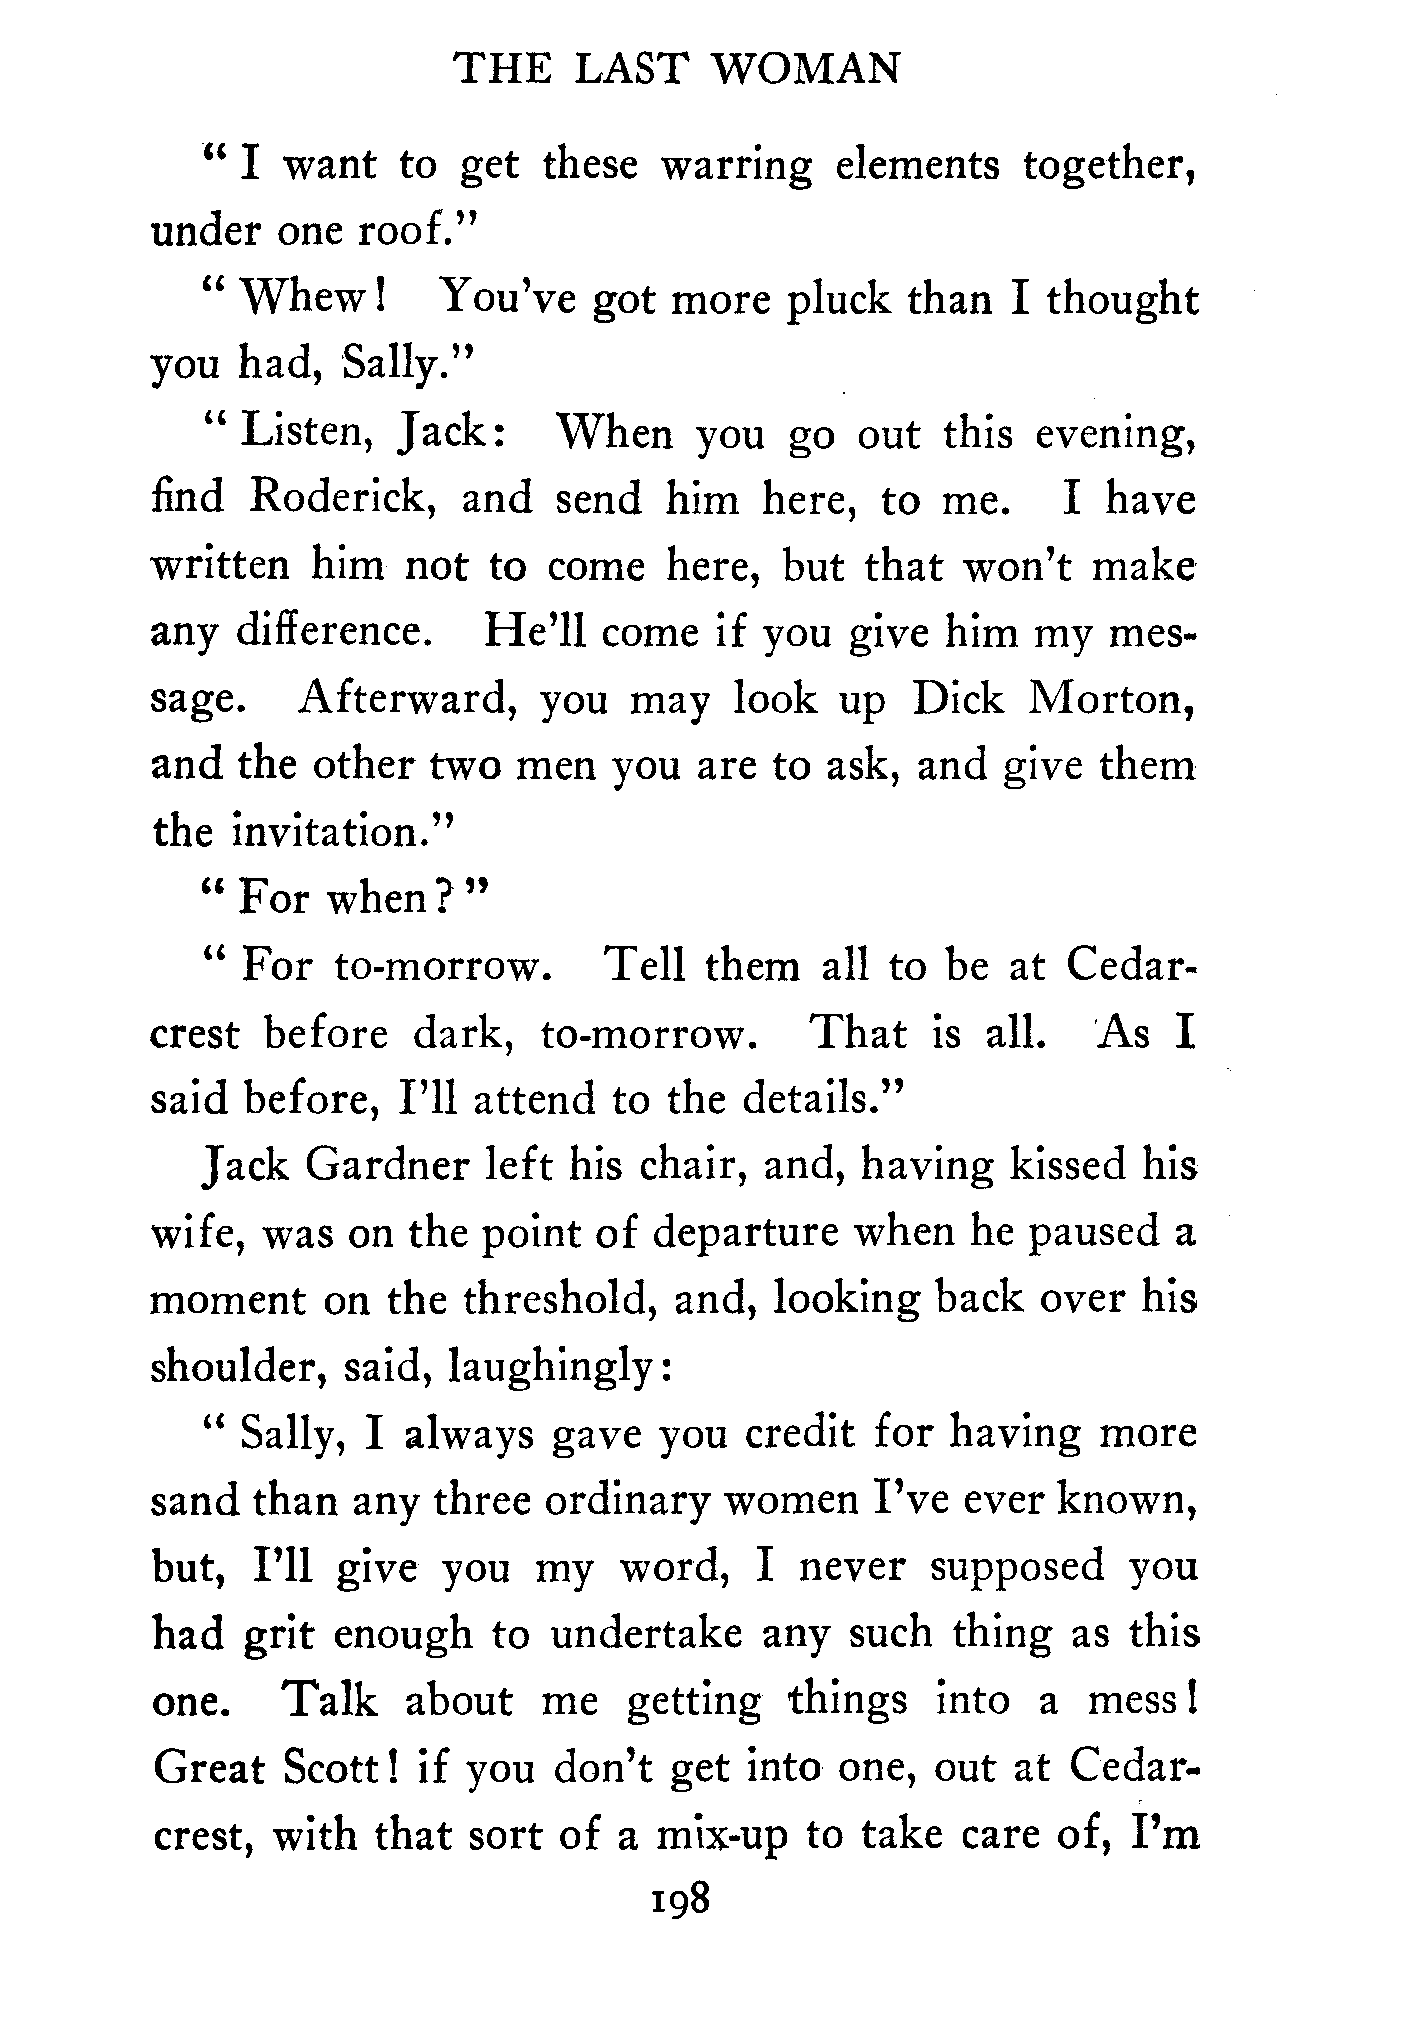 THE LAST WOMAN
“ I want to get these warring elements together,
under one roof.”
“ Whew! You've got more pluck than I thought
you had, Sally.”
“ Listen, Jack: When you go out this evening,
find Roderick, and send him here, to me. I have
written him not to come here, but that won't make
any difference. He'll come if you give him my mes-
sage. Afterward, you may look up Dick Morton,
and the other two men you are to ask, and give them
the invitation.”
“ For when? ”
“ For to-morrow. Tell them all to be at Cedar-
crest before dark, to-morrow. That is all. As I
said before, I'll attend to the details.”
Jack Gardner left his chair, and, having kissed his
wife, was on the point of departure when he paused a
moment on the threshold, and, looking back over his
shoulder, said, laughingly:
“ Sally, I always gave you credit for having more
sand than any three ordinary women I've ever known,
but, I'll give you my word, I never supposed you
had grit enough to undertake any such thing as this
one. Talk about me getting things into a mess!
Great Scott! if you don't get into one, out at Cedar-
crest, with that sort of a mix-up to take care of, I'm
198